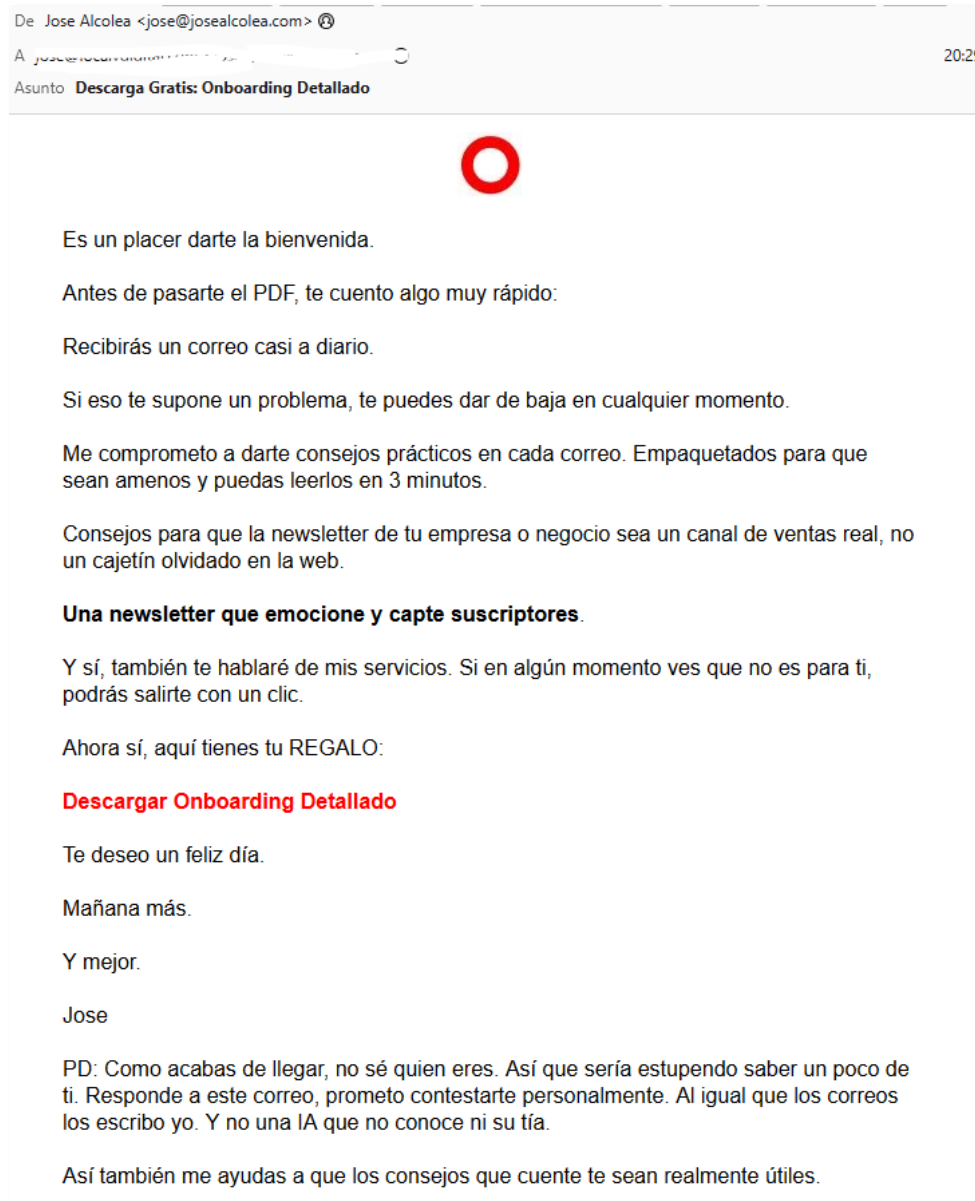 De Jose Alcolea <jose@josealcolea.com>
A
20:29
Asunto Descarga Gratis: Onboarding Detallado
Es un placer darte la bienvenida.
Antes de pasarte el PDF, te cuento algo muy rápido:
Recibirás un correo casi a diario.
Si eso te supone un problema, te puedes dar de baja en cualquier momento.
Me comprometo a darte consejos prácticos en cada correo. Empaquetados para que
sean amenos y puedas leerlos en 3 minutos.
Consejos para que la newsletter de tu empresa o negocio sea un canal de ventas real, no
un cajetín olvidado en la web.
Una newsletter que emocione y capte suscriptores.
Y sí, también te hablaré de mis servicios. Si en algún momento ves que no es para ti,
podrás salirte con un clic.
Ahora sí, aquí tienes tu REGALO:
Descargar Onboarding Detallado
Te deseo un feliz día.
Mañana más.
Y mejor.
Jose
PD: Como acabas de llegar, no sé quien eres. Así que sería estupendo saber un poco de
ti. Responde a este correo, prometo contestarte personalmente. Al igual que los correos
los escribo yo. Y no una IA que no conoce ni su tía.
Así también me ayudas a que los consejos que cuente te sean realmente útiles.